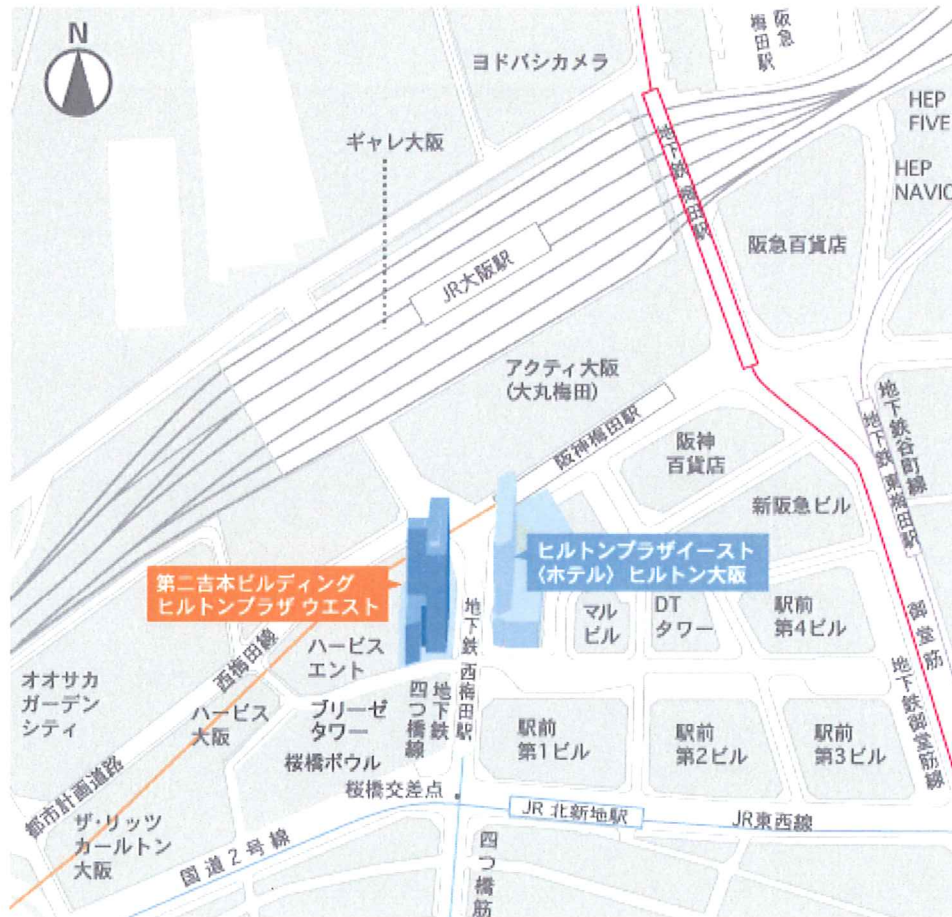 N
ヨドバシカメラ
阪急
梅田駅
HEP
FIVE
HEP
NAVIO
ギャレ大阪
地下鉄 梅田駅
阪急百貨店
JR大阪駅
アクティ大阪
(大丸梅田)
阪神梅田駅
阪神
百貨店
地下鉄谷町線
地下鉄 東梅田駅
新阪急ビル
ヒルトンプラザイースト
〈ホテル〉 ヒルトン大阪
第二吉本ビルディング
ヒルトンプラザ ウエスト
マル
ビル
DT
タワー
駅前
第4ビル
御堂筋
地下鉄御堂筋線
地下鉄 西梅田駅
地下鉄
四つ橋線
西梅田線
ハービス
エント
オオサカ
ガーデン
シティ
ハービス
大阪
ブリーゼ
タワー
桜橋ボウル
駅前
第1ビル
駅前
第2ビル
駅前
第3ビル
桜橋交差点
都市計画道路
ザ・リッツ
カールトン
大阪
国道2号線
JR 北新地駅
JR東西線
四つ橋筋